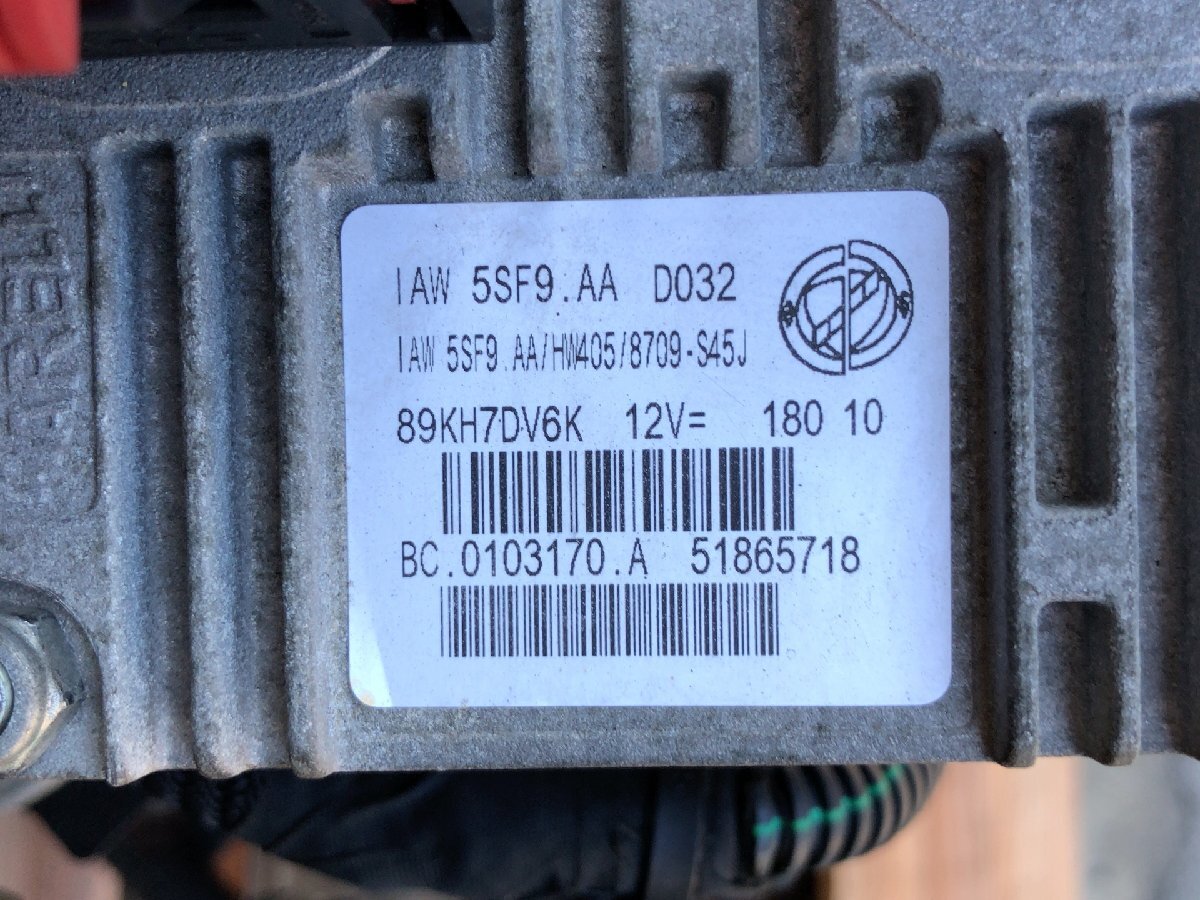 IAW 5SF9.AA D032
IAW 5SF9.AA/HW405/8709-S45J
89KH7DV6K 12V= 180 10
BC.0103170.A 51865718